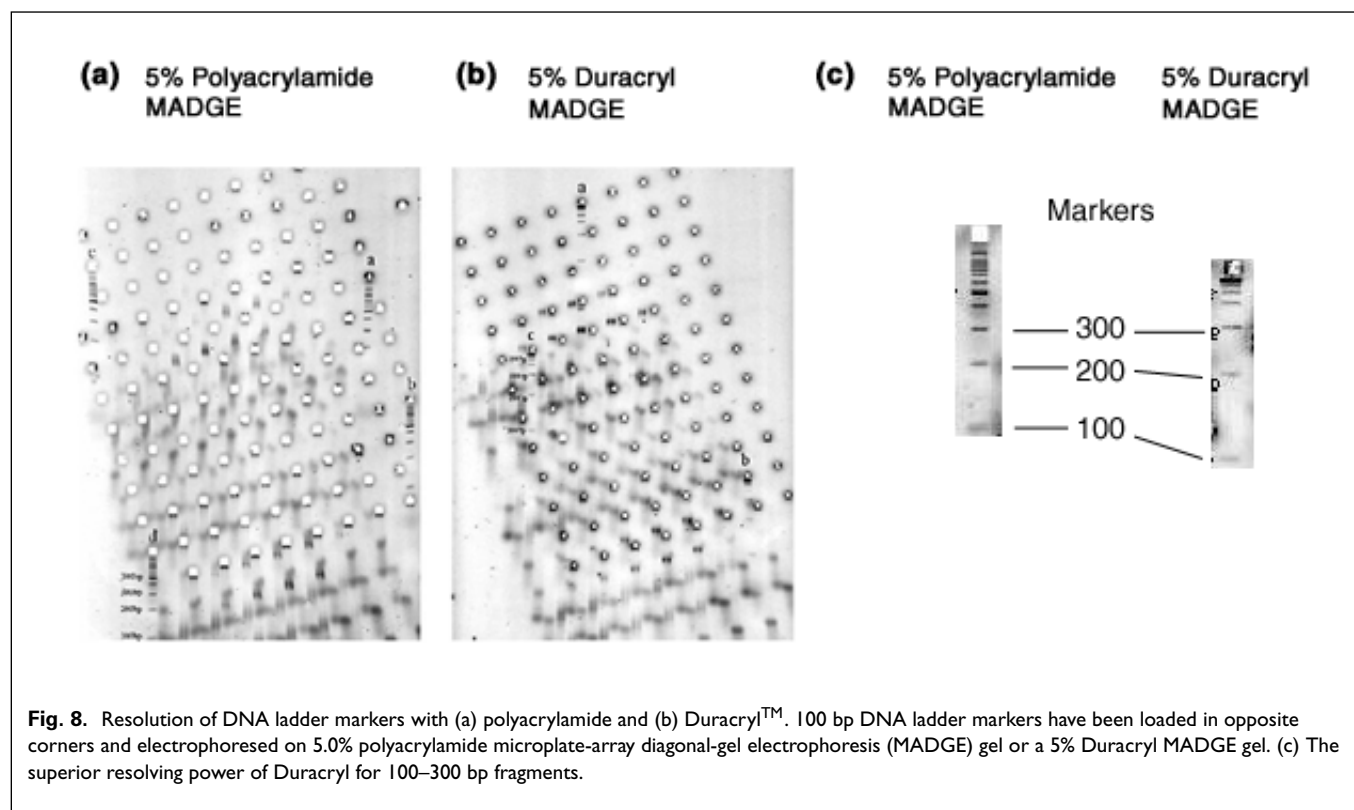 (a) 5% Polyacrylamide
MADGE
(b) 5% Duracryl
MADGE
(c) 5% Polyacrylamide
MADGE
5% Duracryl
MADGE
a
c
b
d
a
c
b
Markers
300
200
100
Fig. 8. Resolution of DNA ladder markers with (a) polyacrylamide and (b) Duracryl™. 100 bp DNA ladder markers have been loaded in opposite
corners and electrophoresed on 5.0% polyacrylamide microplate-array diagonal-gel electrophoresis (MADGE) gel or a 5% Duracryl MADGE gel. (c) The
superior resolving power of Duracryl for 100–300 bp fragments.